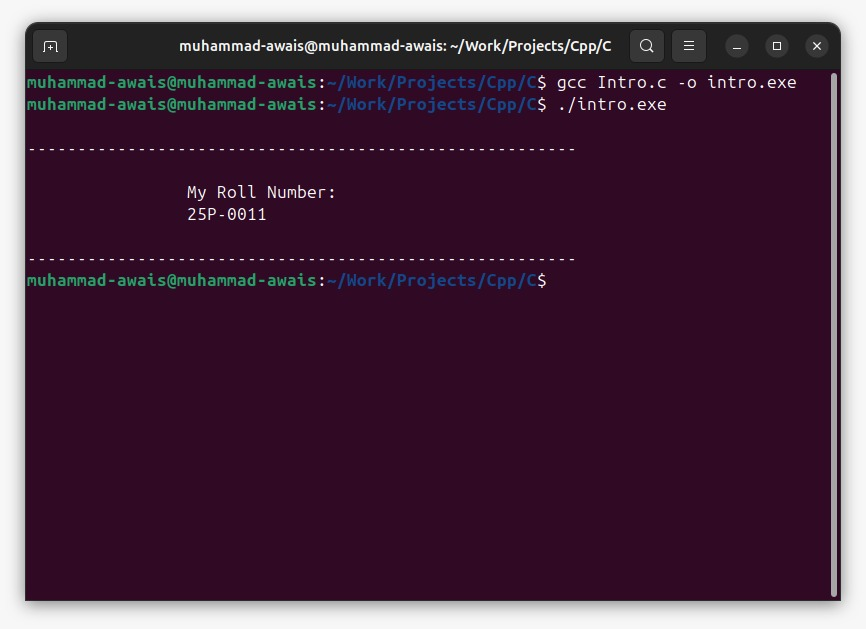 muhammad-awais@muhammad-awais: ~/Work/Projects/Cpp/C
muhammad-awais@muhammad-awais:~/Work/Projects/Cpp/C$ gcc Intro.c -o intro.exe
muhammad-awais@muhammad-awais:~/Work/Projects/Cpp/C$ ./intro.exe
-------------------------------------------------------
My Roll Number:
25P-0011
-------------------------------------------------------
muhammad-awais@muhammad-awais:~/Work/Projects/Cpp/C$